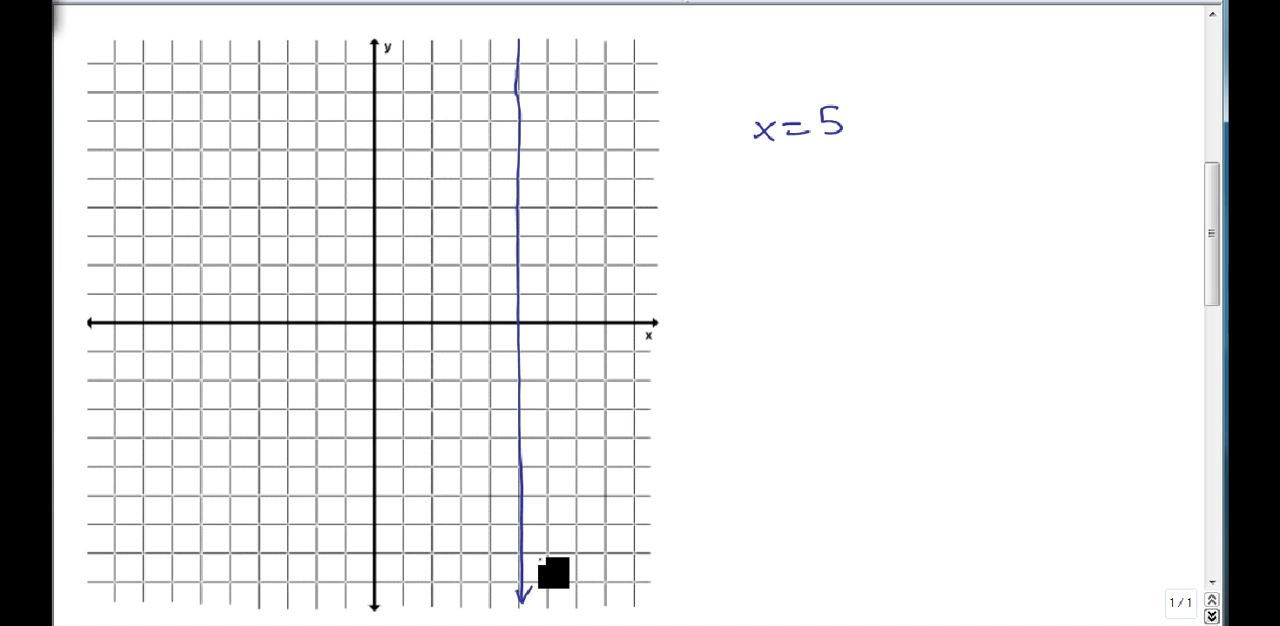 y
x = 5
x
1 / 1